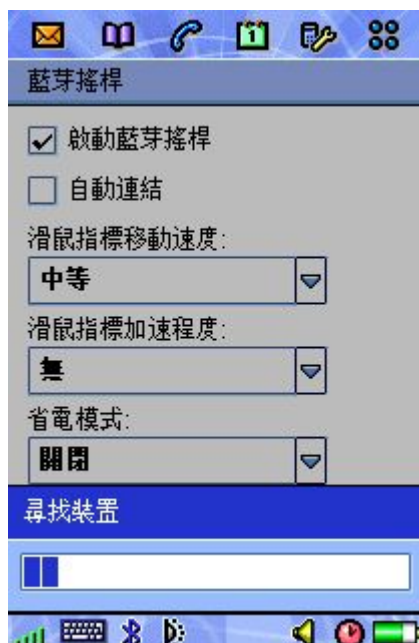 1
藍芽搖桿
啟動藍芽搖桿
自動連結
滑鼠指標移動速度:
中等
滑鼠指標加速程度:
無
省電模式:
關閉
尋找裝置